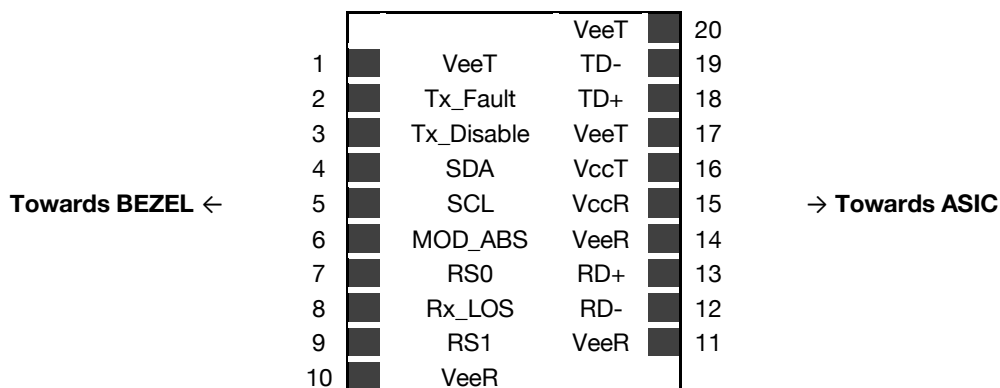 VeeT 20
1 VeeT TD- 19
2 Tx_Fault TD+ 18
3 Tx_Disable VeeT 17
4 SDA VccT 16
Towards BEZEL ← 5 SCL VccR 15 → Towards ASIC
6 MOD_ABS VeeR 14
7 RS0 RD+ 13
8 Rx_LOS RD- 12
9 RS1 VeeR 11
10 VeeR